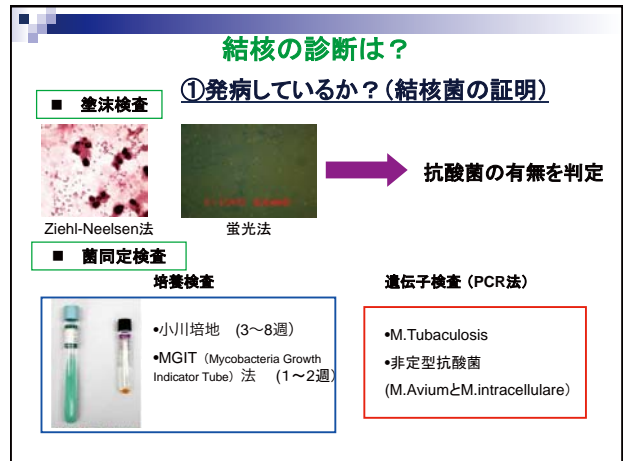 結核の診断は？
①発病しているか？（結核菌の証明）
■ 塗沫検査
抗酸菌の有無を判定
Ziehl-Neelsen法
蛍光法
■ 菌同定検査
培養検査
•小川培地 (3～8週)
•MGIT（Mycobacteria Growth
Indicator Tube）法 (1～2週)
遺伝子検査（PCR法）
•M.Tubaculosis
•非定型抗酸菌
(M.AviumとM.intracellulare）